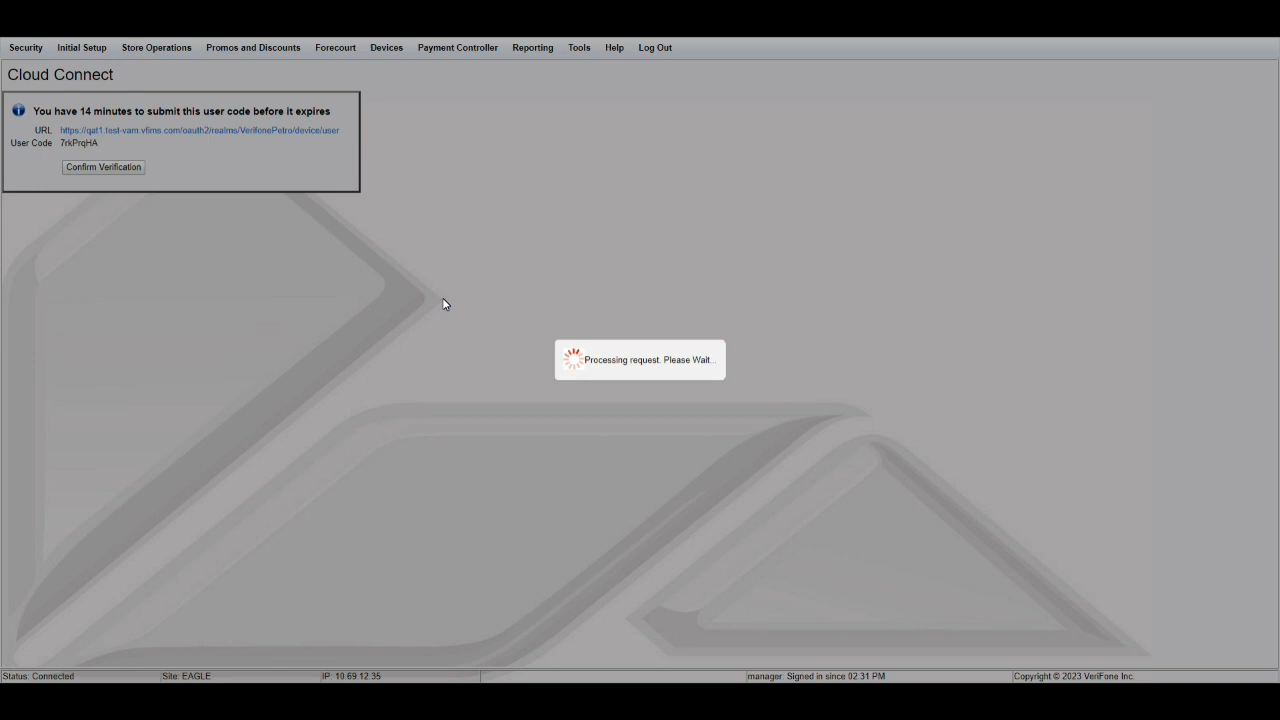 Security Initial Setup Store Operations Promos and Discounts Forecourt Devices Payment Controller Reporting Tools Help Log Out
Cloud Connect
You have 14 minutes to submit this user code before it expires
URL https://qat1.test-vam.vfims.com/oauth2/realms/VerifonePetro/device/user
User Code 7rkPrqHA
Confirm Verification
Processing request. Please Wait...
Status: Connected Site: EAGLE IP: 10.69.12.35 manager: Signed in since 02:31 PM Copyright © 2023 VeriFone Inc.